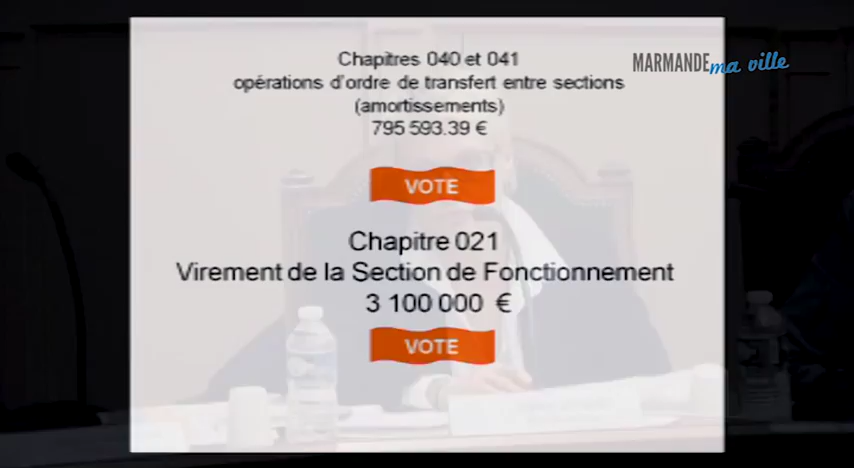 Chapitres 040 et 041
opérations d'ordre de transfert entre sections
(amortissements)
795 593.39 €
MARMANDE ma ville
VOTE
Chapitre 021
Virement de la Section de Fonctionnement
3 100 000 €
VOTE